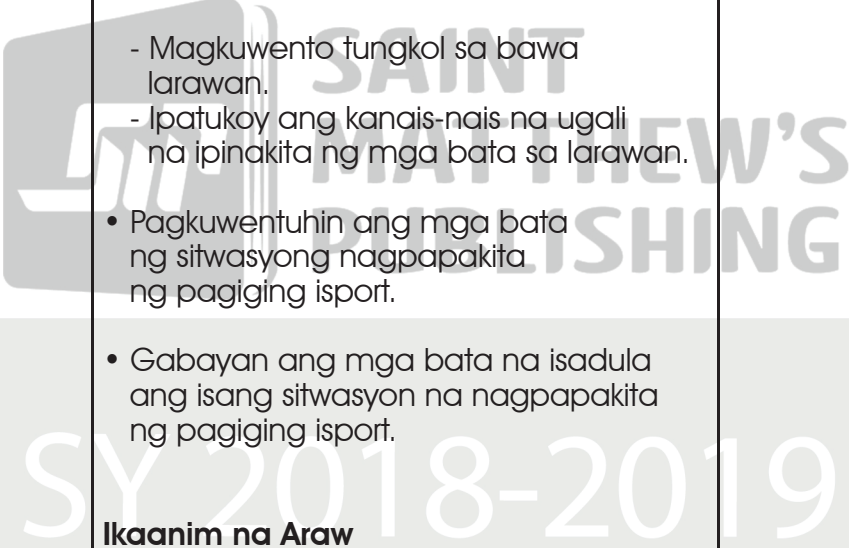 - Magkuwento tungkol sa bawa
larawan.
- Ipatukoy ang kanais-nais na ugali
na ipinakita ng mga bata sa larawan.
• Pagkuwentuhin ang mga bata
ng sitwasyong nagpapakita
ng pagiging isport.
• Gabayan ang mga bata na isadula
ang isang sitwasyon na nagpapakita
ng pagiging isport.
Ikaanim na Araw
SAINT
MATTHEW'S
PUBLISHING
SY 2018-2019